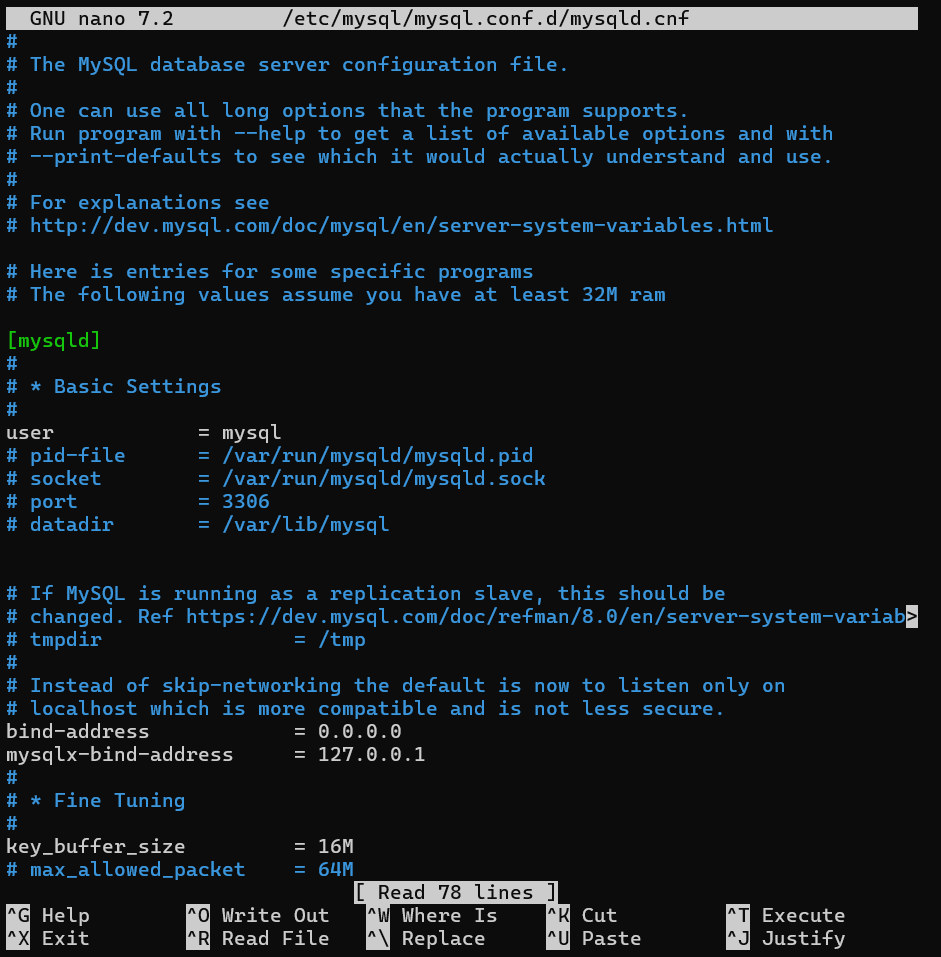 GNU nano 7.2 /etc/mysql/mysql.conf.d/mysqld.cnf
#
# The MySQL database server configuration file.
#
# One can use all long options that the program supports.
# Run program with --help to get a list of available options and with
# --print-defaults to see which it would actually understand and use.
#
# For explanations see
# http://dev.mysql.com/doc/mysql/en/server-system-variables.html

# Here is entries for some specific programs
# The following values assume you have at least 32M ram

[mysqld]
#
# * Basic Settings
#
user            = mysql
# pid-file      = /var/run/mysqld/mysqld.pid
# socket        = /var/run/mysqld/mysqld.sock
# port          = 3306
# datadir       = /var/lib/mysql


# If MySQL is running as a replication slave, this should be
# changed. Ref https://dev.mysql.com/doc/refman/8.0/en/server-system-variab>
# tmpdir                = /tmp
#
# Instead of skip-networking the default is now to listen only on
# localhost which is more compatible and is not less secure.
bind-address            = 0.0.0.0
mysqlx-bind-address     = 127.0.0.1
#
# * Fine Tuning
#
key_buffer_size         = 16M
# max_allowed_packet    = 64M
[ Read 78 lines ]
^G Help ^O Write Out ^W Where Is ^K Cut ^T Execute
^X Exit ^R Read File ^\ Replace ^U Paste ^J Justify